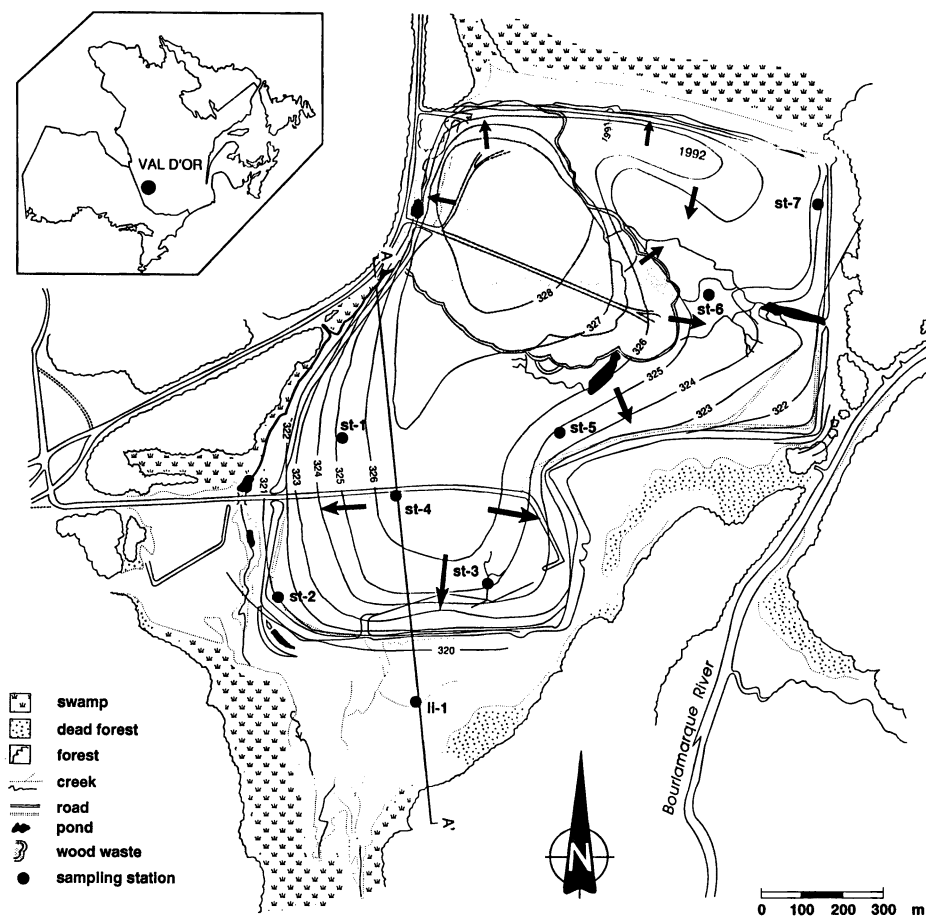 VAL D'OR
1991
1992
st-7
A
328
327
326
st-6
325
324
323
322
st-1
st-5
322
321
323
324
325
326
st-4
st-3
st-2
320
ll-1
A'
Bourlamarque River
swamp
dead forest
forest
creek
road
pond
wood waste
sampling station
N
0 100 200 300 m